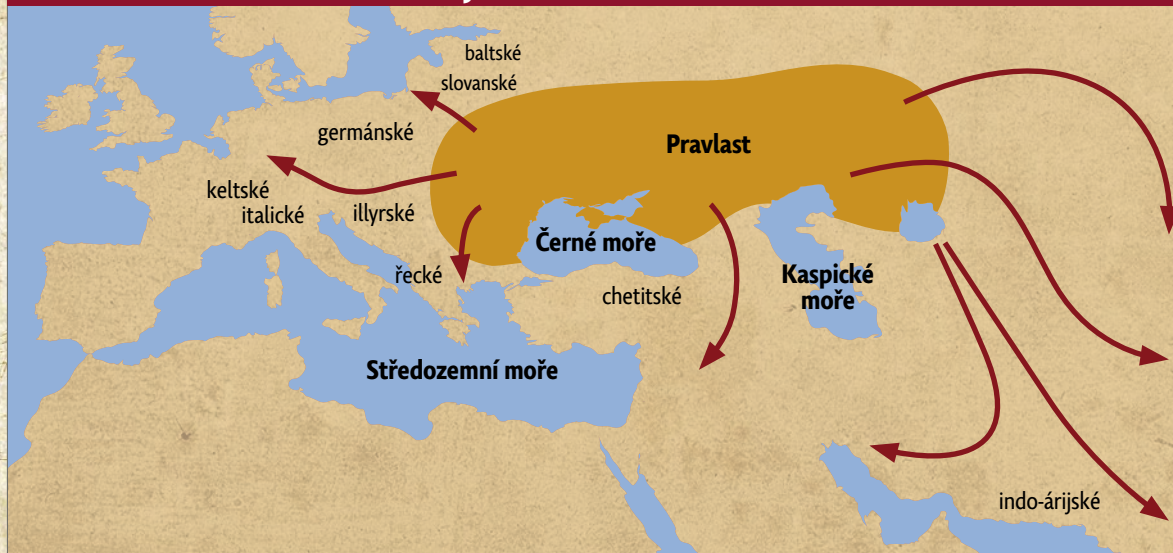 baltské
slovanské
germánské
Pravlast
keltské
italické
illyrské
řecké
Černé moře
chetitské
Kaspické
moře
Středozemní moře
indo-árijské